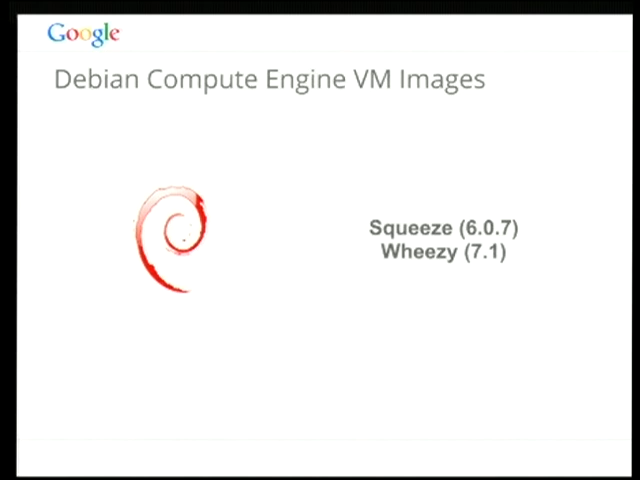 Google
Debian Compute Engine VM Images
Squeeze (6.0.7)
Wheezy (7.1)